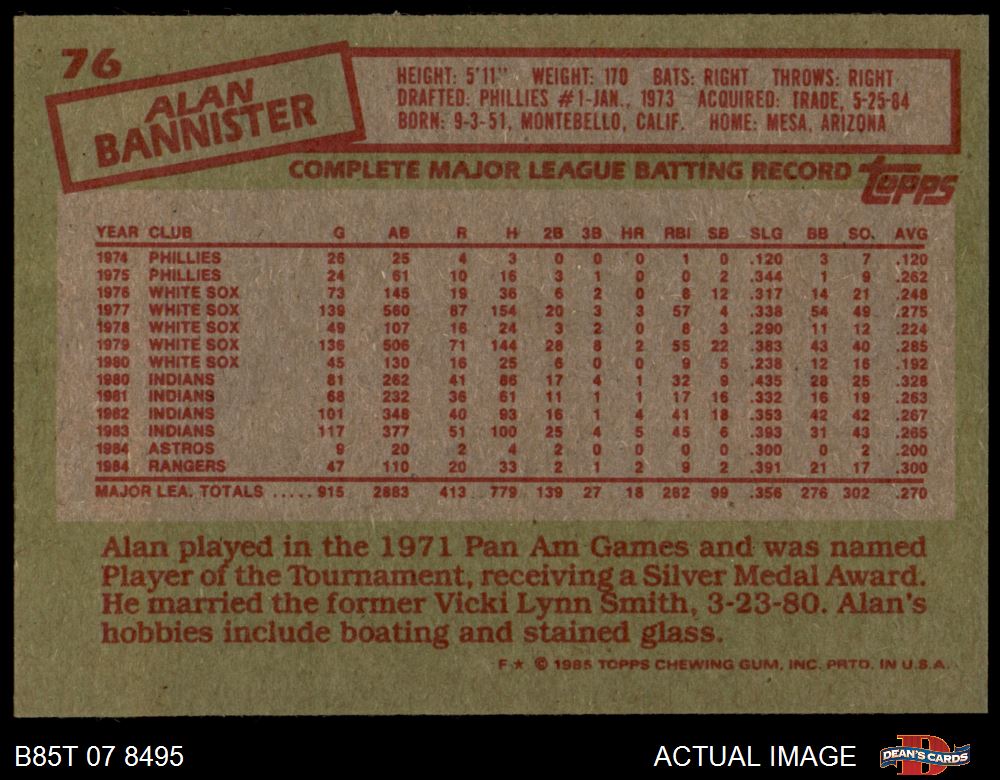 76
ALAN
BANNISTER
HEIGHT: 5'11" WEIGHT: 170 BATS: RIGHT THROWS: RIGHT
DRAFTED: PHILLIES #1-JAN., 1973 ACQUIRED: TRADE, 5-25-84
BORN: 9-3-51, MONTEBELLO, CALIF. HOME: MESA, ARIZONA
COMPLETE MAJOR LEAGUE BATTING RECORD topps
YEAR CLUB G AB R H 2B 3B HR RBI SB SLG BB SO. AVG
1974 PHILLIES 26 25 4 3 0 0 0 1 0 .120 3 7 .120
1975 PHILLIES 24 61 10 16 3 1 0 0 2 .344 1 9 .262
1976 WHITE SOX 73 145 19 36 6 2 0 8 12 .317 14 21 .248
1977 WHITE SOX 139 560 87 154 20 3 3 57 4 .338 54 49 .275
1978 WHITE SOX 49 107 16 24 3 2 0 8 3 .290 11 12 .224
1979 WHITE SOX 136 506 71 144 28 8 2 55 22 .383 43 40 .285
1980 WHITE SOX 45 130 16 25 6 0 0 9 5 .238 12 16 .192
1980 INDIANS 81 262 41 86 17 4 1 32 9 .435 28 25 .328
1981 INDIANS 68 232 36 61 11 1 1 17 16 .332 16 19 .263
1982 INDIANS 101 348 40 93 16 1 4 41 18 .353 42 42 .267
1983 INDIANS 117 377 51 100 25 4 5 45 6 .393 31 43 .265
1984 ASTROS 9 20 2 4 2 0 0 0 0 .300 0 2 .200
1984 RANGERS 47 110 20 33 2 1 2 9 2 .391 21 17 .300
MAJOR LEA. TOTALS ..... 915 2883 413 779 139 27 18 282 99 .356 276 302 .270
Alan played in the 1971 Pan Am Games and was named
Player of the Tournament, receiving a Silver Medal Award.
He married the former Vicki Lynn Smith, 3-23-80. Alan's
hobbies include boating and stained glass.
F★ © 1985 TOPPS CHEWING GUM, INC. PRTD. IN U.S.A.
B85T 07 8495 ACTUAL IMAGE DEAN'S CARDS